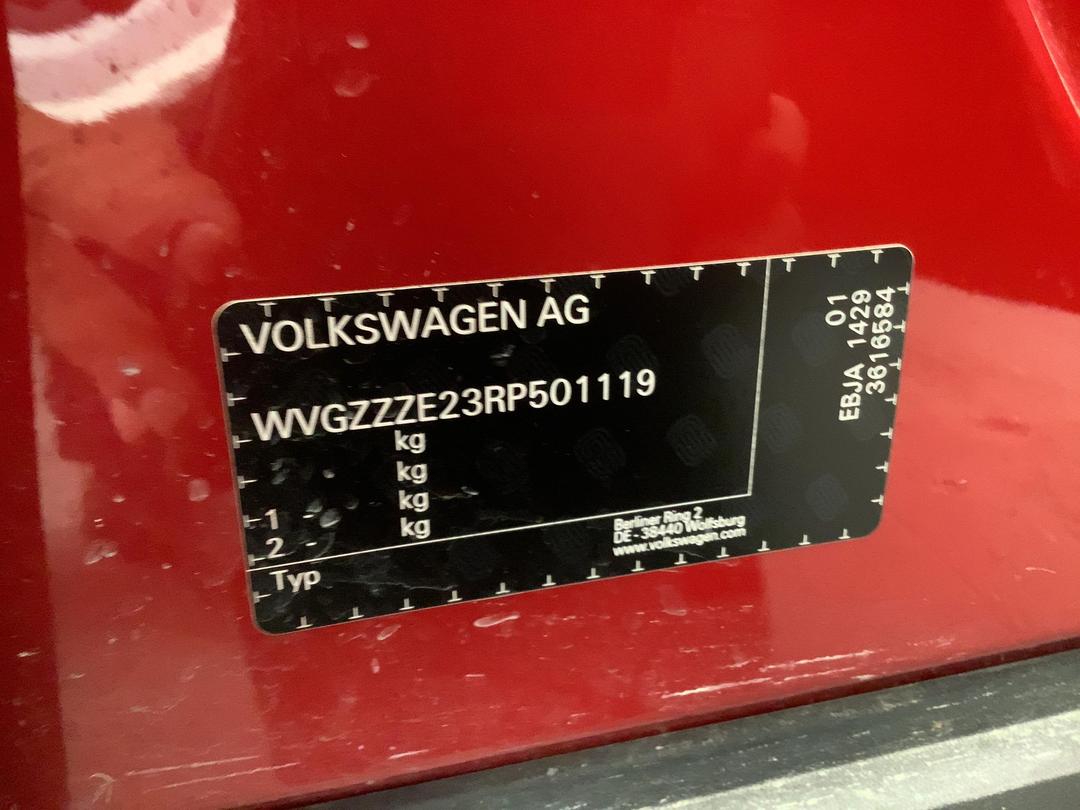 VOLKSWAGEN AG
WVGZZZE23RP501119
kg
kg
1 - kg
2 - kg
Typ
Berliner Ring 2
DE - 38440 Wolfsburg
www.volkswagen.com
01
EBJA 1429
3616584